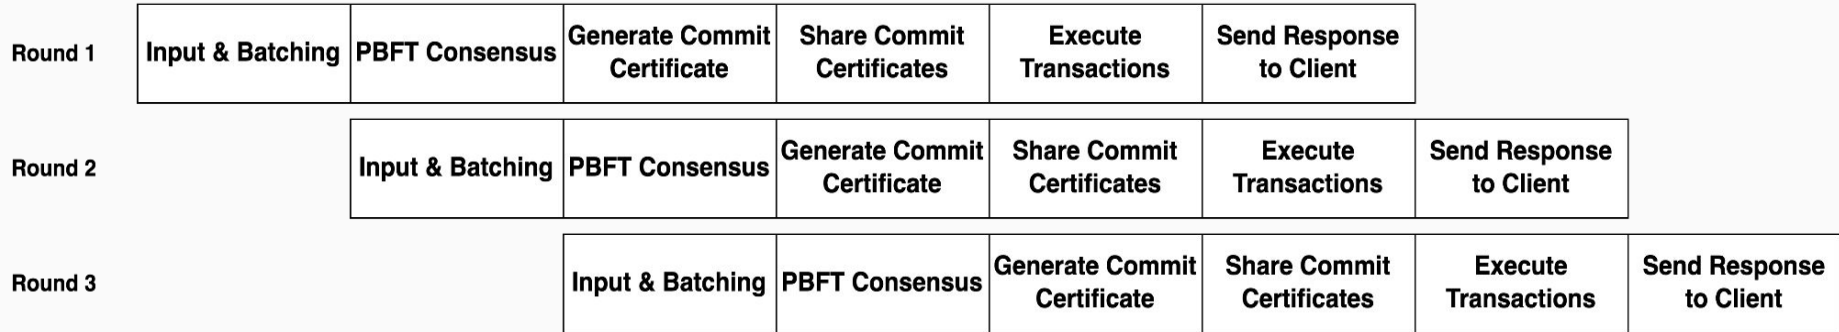 Round 1
Input & Batching
PBFT Consensus
Generate Commit
Certificate
Share Commit
Certificates
Execute
Transactions
Send Response
to Client
Round 2
Input & Batching
PBFT Consensus
Generate Commit
Certificate
Share Commit
Certificates
Execute
Transactions
Send Response
to Client
Round 3
Input & Batching
PBFT Consensus
Generate Commit
Certificate
Share Commit
Certificates
Execute
Transactions
Send Response
to Client